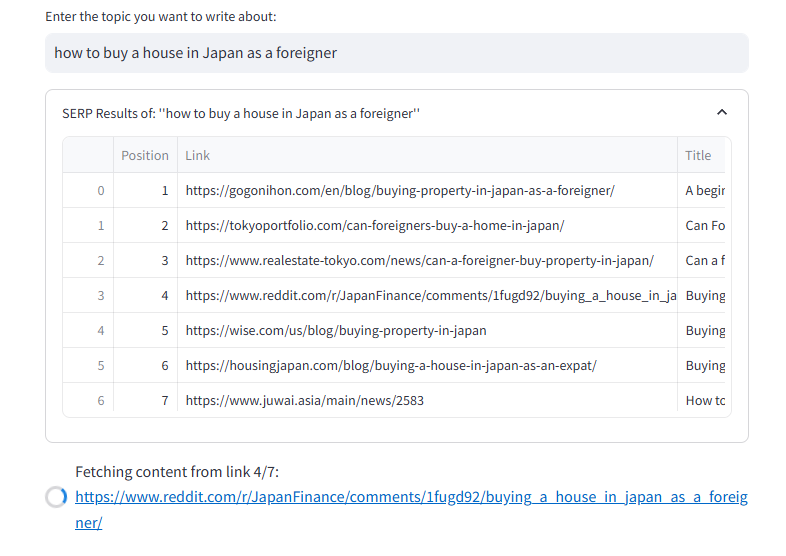 Enter the topic you want to write about:
how to buy a house in Japan as a foreigner
SERP Results of: ''how to buy a house in Japan as a foreigner''
Position Link Title
0 1 https://gogonihon.com/en/blog/buying-property-in-japan-as-a-foreigner/ A begin
1 2 https://tokyoportfolio.com/can-foreigners-buy-a-home-in-japan/ Can Fo
2 3 https://www.realestate-tokyo.com/news/can-a-foreigner-buy-property-in-japan/ Can a f
3 4 https://www.reddit.com/r/JapanFinance/comments/1fugd92/buying_a_house_in_ja Buying
4 5 https://wise.com/us/blog/buying-property-in-japan Buying
5 6 https://housingjapan.com/blog/buying-a-house-in-japan-as-an-expat/ Buying
6 7 https://www.juwai.asia/main/news/2583 How to
Fetching content from link 4/7:
https://www.reddit.com/r/JapanFinance/comments/1fugd92/buying_a_house_in_japan_as_a_foreig
ner/